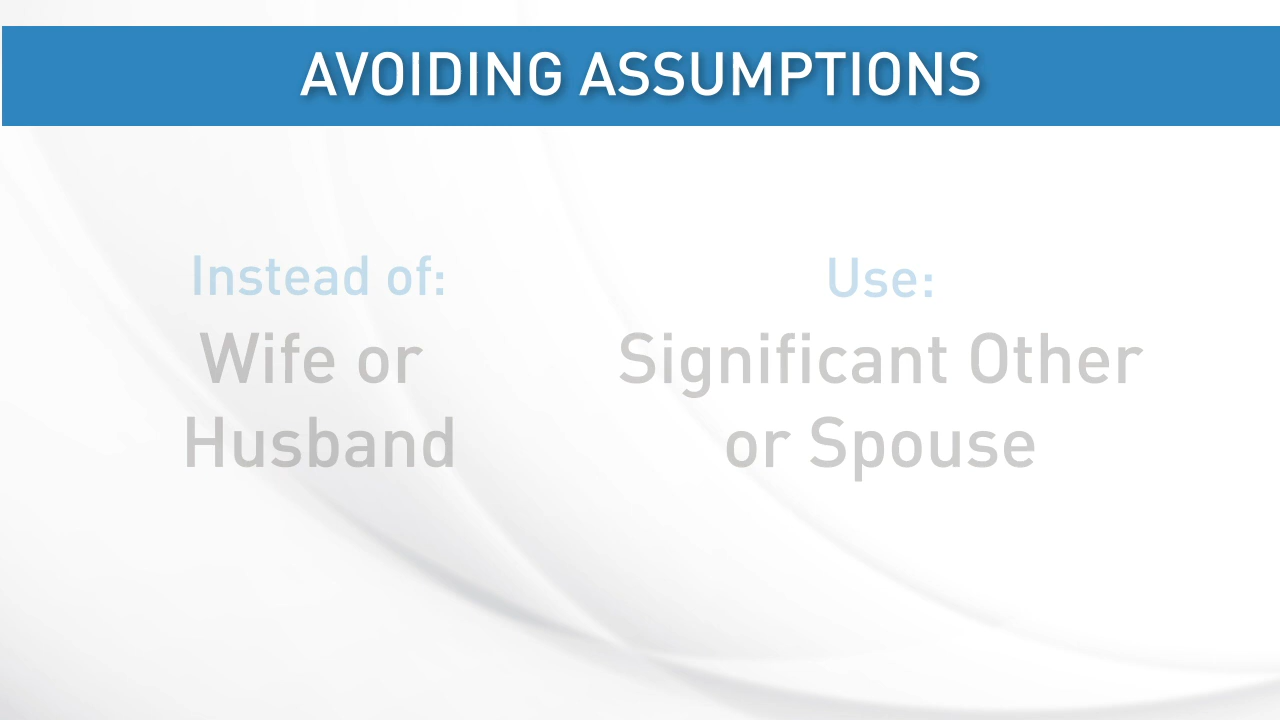 AVOIDING ASSUMPTIONS
Instead of:
Wife or
Husband
Use:
Significant Other
or Spouse